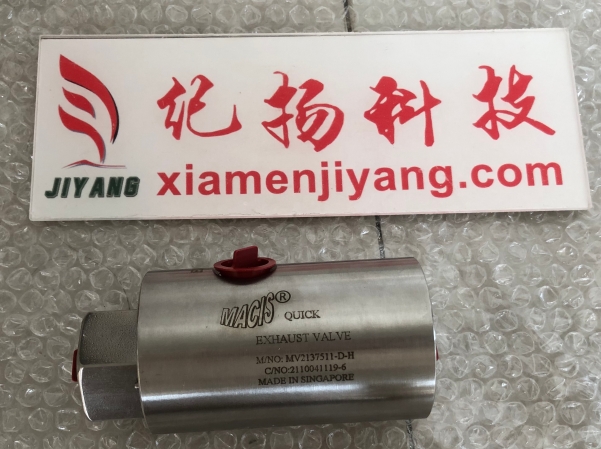 纪扬科技
JIYANG
xiamenjiyang.com
MACIS® QUICK
EXHAUST VALVE
M/NO: MV2137511-D-H
C/NO:2110041119-6
MADE IN SINGAPORE